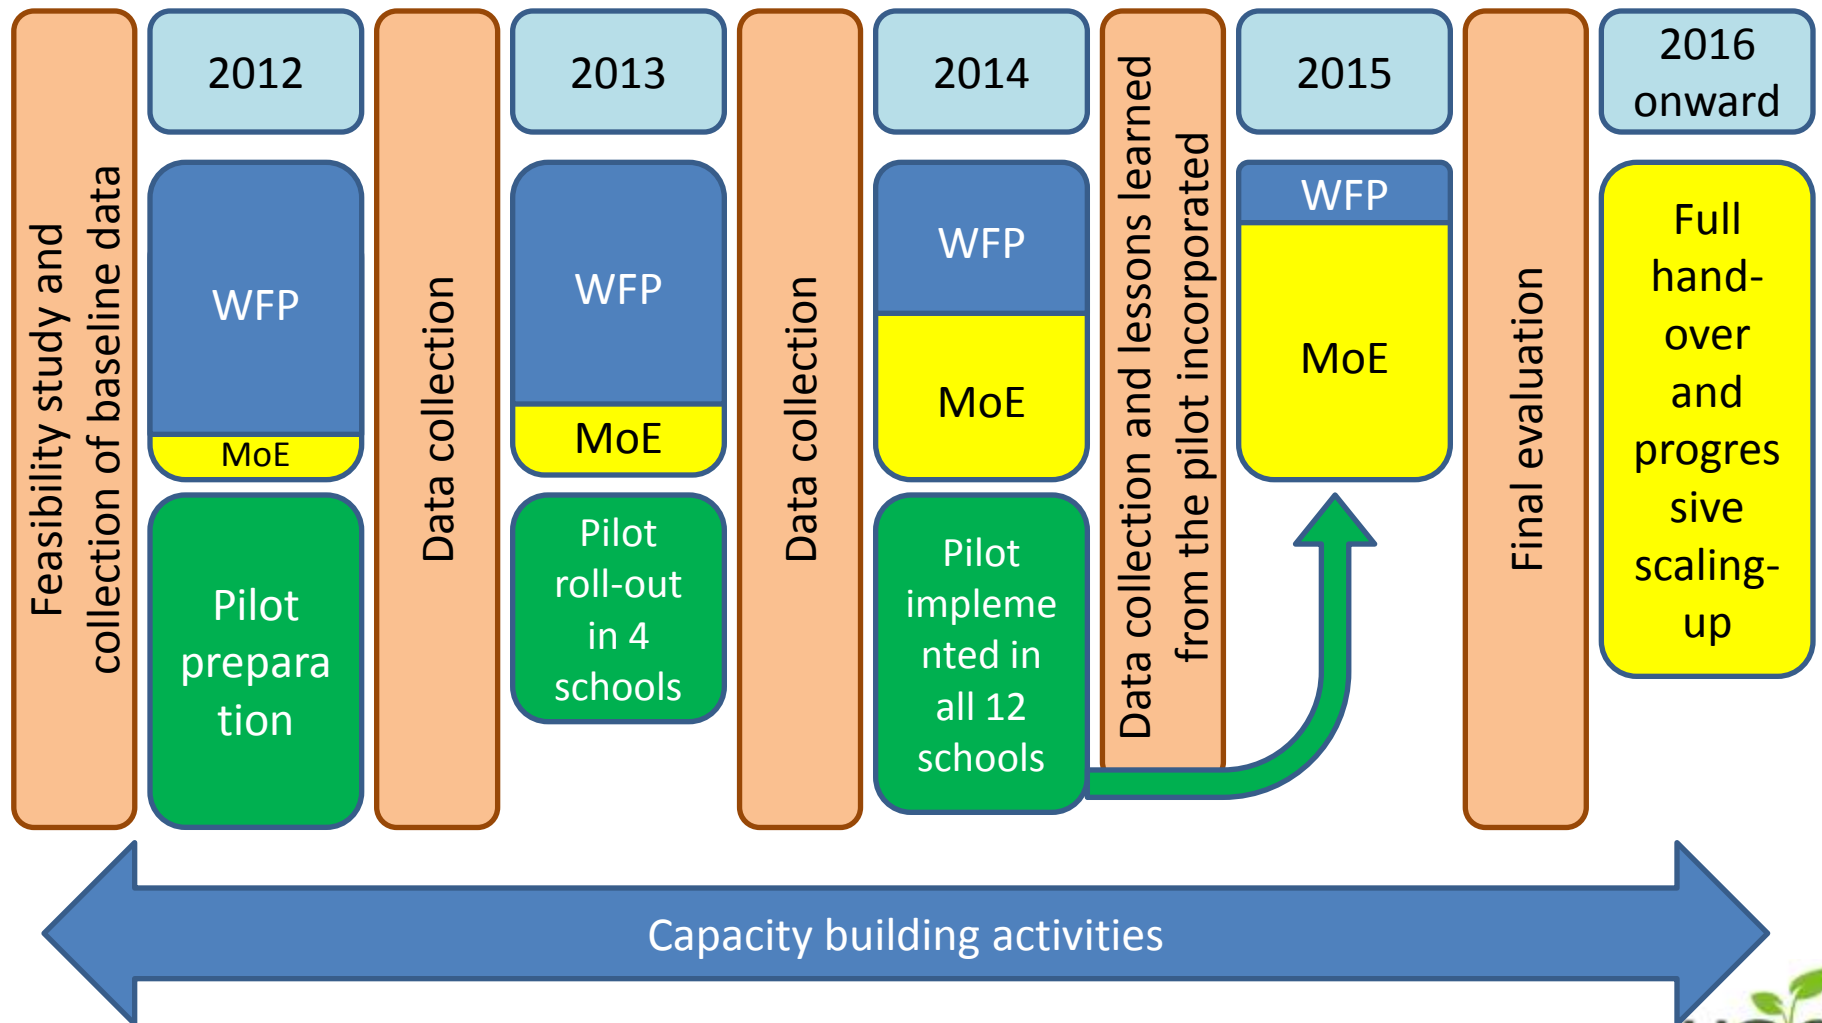 Feasibility study and
collection of baseline data
2012
WFP
MoE
Pilot
prepara
tion
Data collection
2013
WFP
MoE
Pilot
roll-out
in 4
schools
Data collection
2014
WFP
MoE
Pilot
impleme
nted in
all 12
schools
Data collection and lessons learned
from the pilot incorporated
2015
WFP
MoE
Final evaluation
2016
onward
Full
hand-
over
and
progres
sive
scaling-
up
Capacity building activities